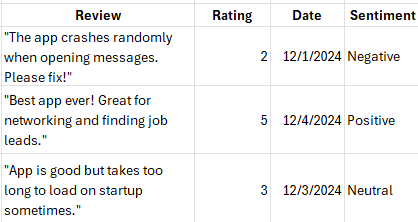 Review Rating Date Sentiment
"The app crashes randomly
when opening messages.
Please fix!" 2 12/1/2024 Negative
"Best app ever! Great for
networking and finding job
leads." 5 12/4/2024 Positive
"App is good but takes too
long to load on startup
sometimes." 3 12/3/2024 Neutral